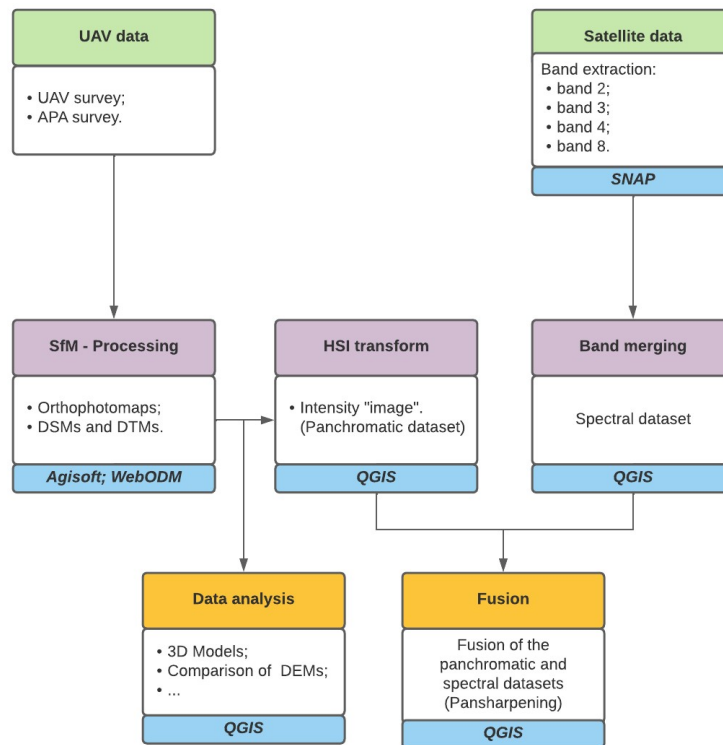 UAV data
• UAV survey;
• APA survey.
Satellite data
Band extraction:
• band 2;
• band 3;
• band 4;
• band 8.
SNAP
SfM - Processing
• Orthophotomaps;
• DSMs and DTMs.
Agisoft; WebODM
HSI transform
• Intensity "image".
(Panchromatic dataset)
QGIS
Band merging
Spectral dataset
QGIS
Data analysis
• 3D Models;
• Comparison of DEMs;
• ...
QGIS
Fusion
Fusion of the
panchromatic and
spectral datasets
(Pansharpening)
QGIS